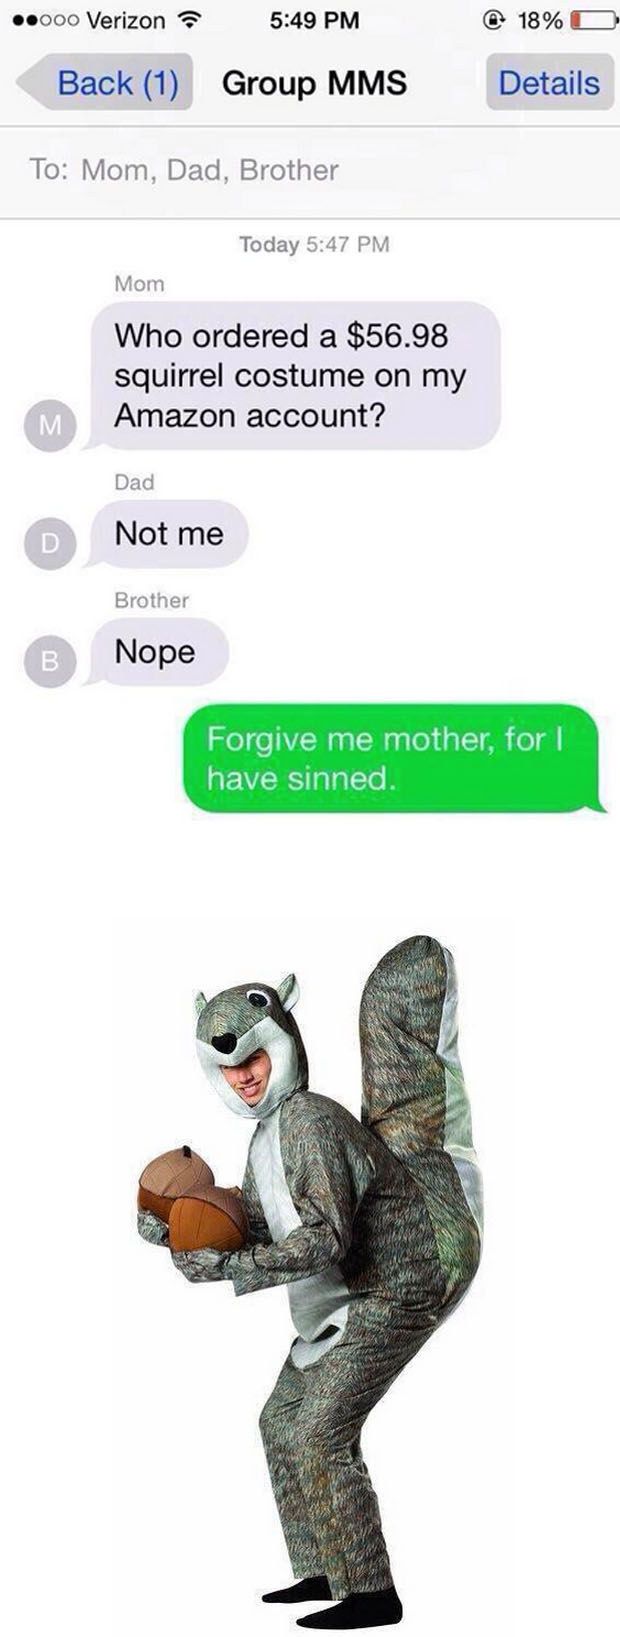 ●●○○○ Verizon 5:49 PM 18%
Back (1) Group MMS Details
To: Mom, Dad, Brother
Today 5:47 PM
Mom
Who ordered a $56.98
squirrel costume on my
Amazon account?
M
Dad
Not me
D
Brother
Nope
B
Forgive me mother, for I
have sinned.